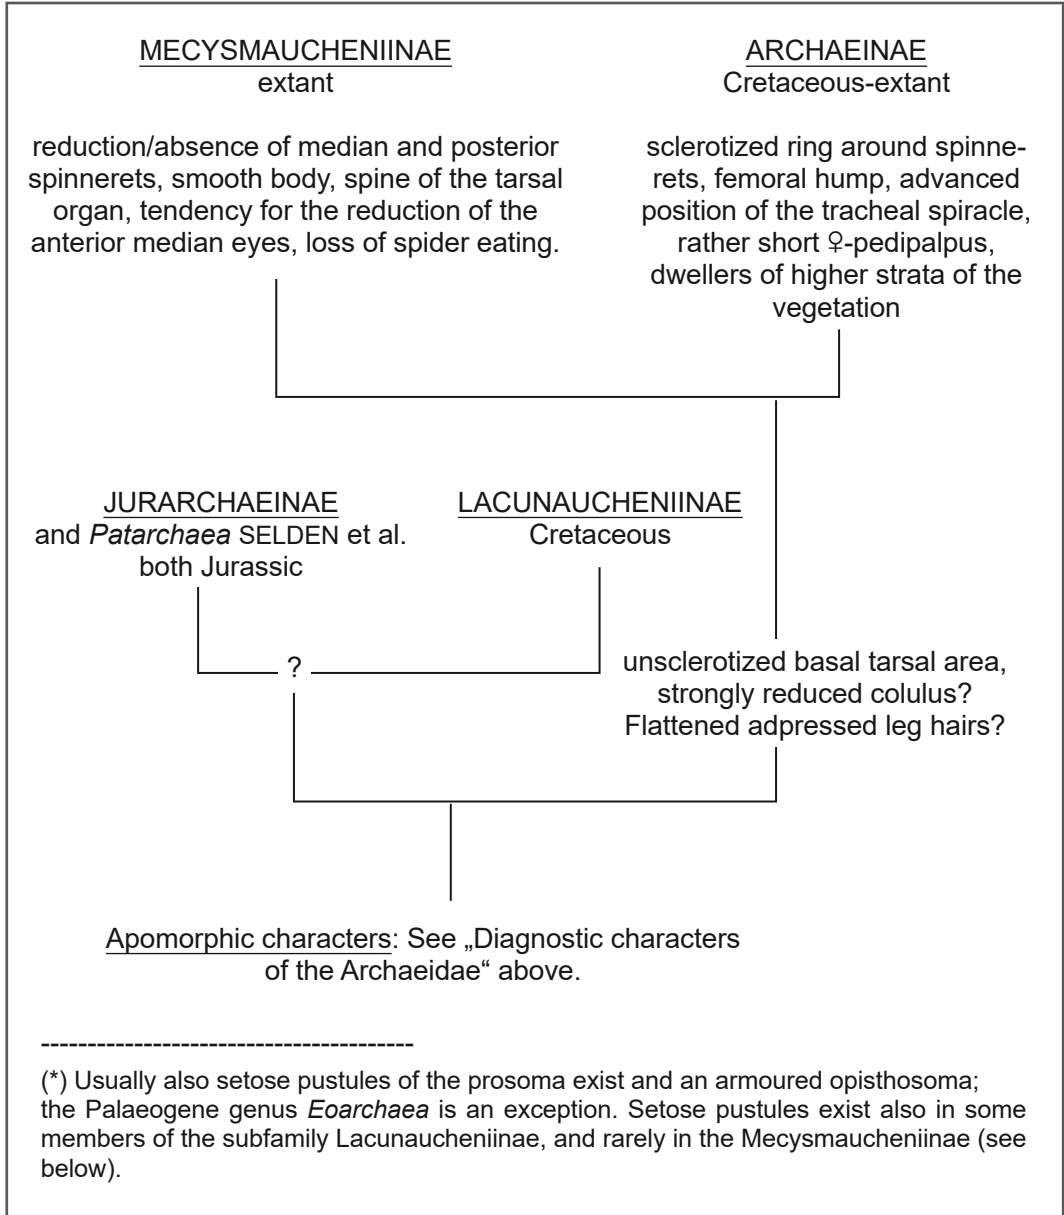 MECYSMAUCHENIINAE
extant
reduction/absence of median and posterior
spinnerets, smooth body, spine of the tarsal
organ, tendency for the reduction of the
anterior median eyes, loss of spider eating.
ARCHAEINAE
Cretaceous-extant
sclerotized ring around spinne-
rets, femoral hump, advanced
position of the tracheal spiracle,
rather short ♀-pedipalpus,
dwellers of higher strata of the
vegetation
JURARCHAEINAE
and Patarchaea SELDEN et al.
both Jurassic
LACUNAUCHENIINAE
Cretaceous
?
unsclerotized basal tarsal area,
strongly reduced colulus?
Flattened adpressed leg hairs?
Apomorphic characters: See „Diagnostic characters
of the Archaeidae“ above.
----------------------------------------
(*) Usually also setose pustules of the prosoma exist and an armoured opisthosoma;
the Palaeogene genus Eoarchaea is an exception. Setose pustules exist also in some
members of the subfamily Lacunaucheniinae, and rarely in the Mecysmaucheniinae (see
below).